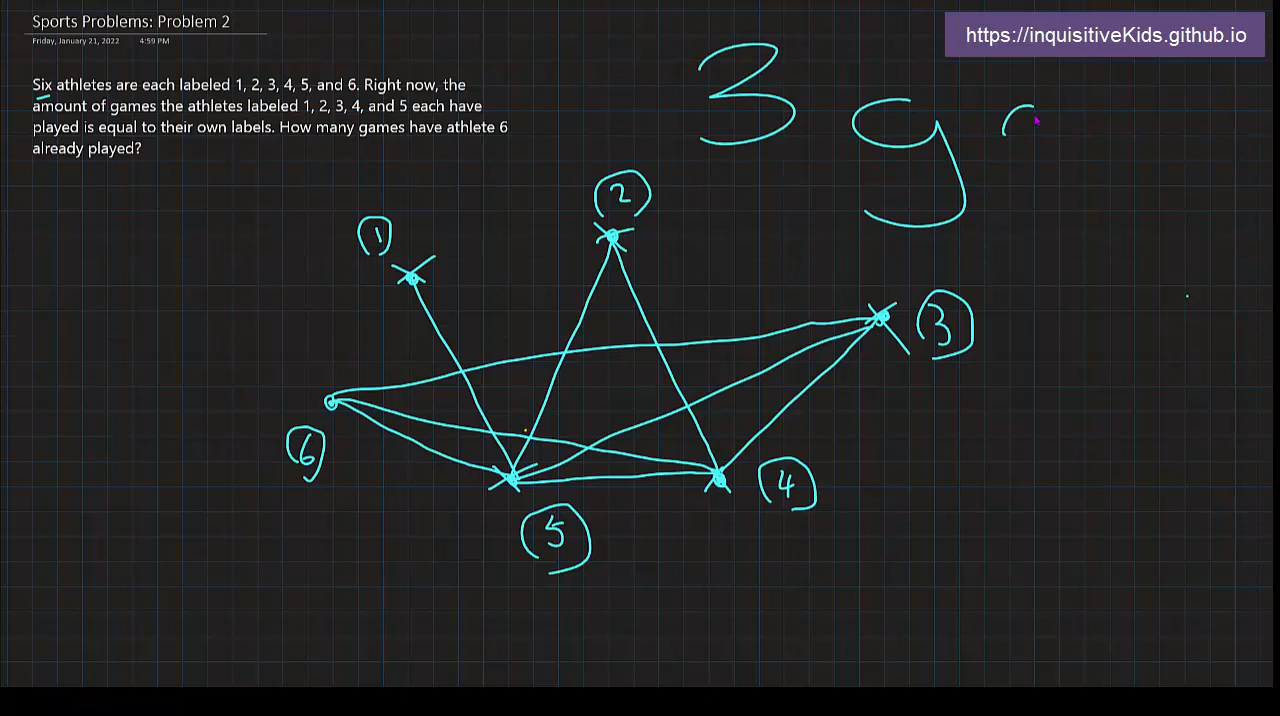 Sports Problems: Problem 2
Friday, January 21, 2022 4:59 PM
https://inquisitiveKids.github.io
Six athletes are each labeled 1, 2, 3, 4, 5, and 6. Right now, the
amount of games the athletes labeled 1, 2, 3, 4, and 5 each have
played is equal to their own labels. How many games have athlete 6
already played?
3 g
2
1
3
6
4
5